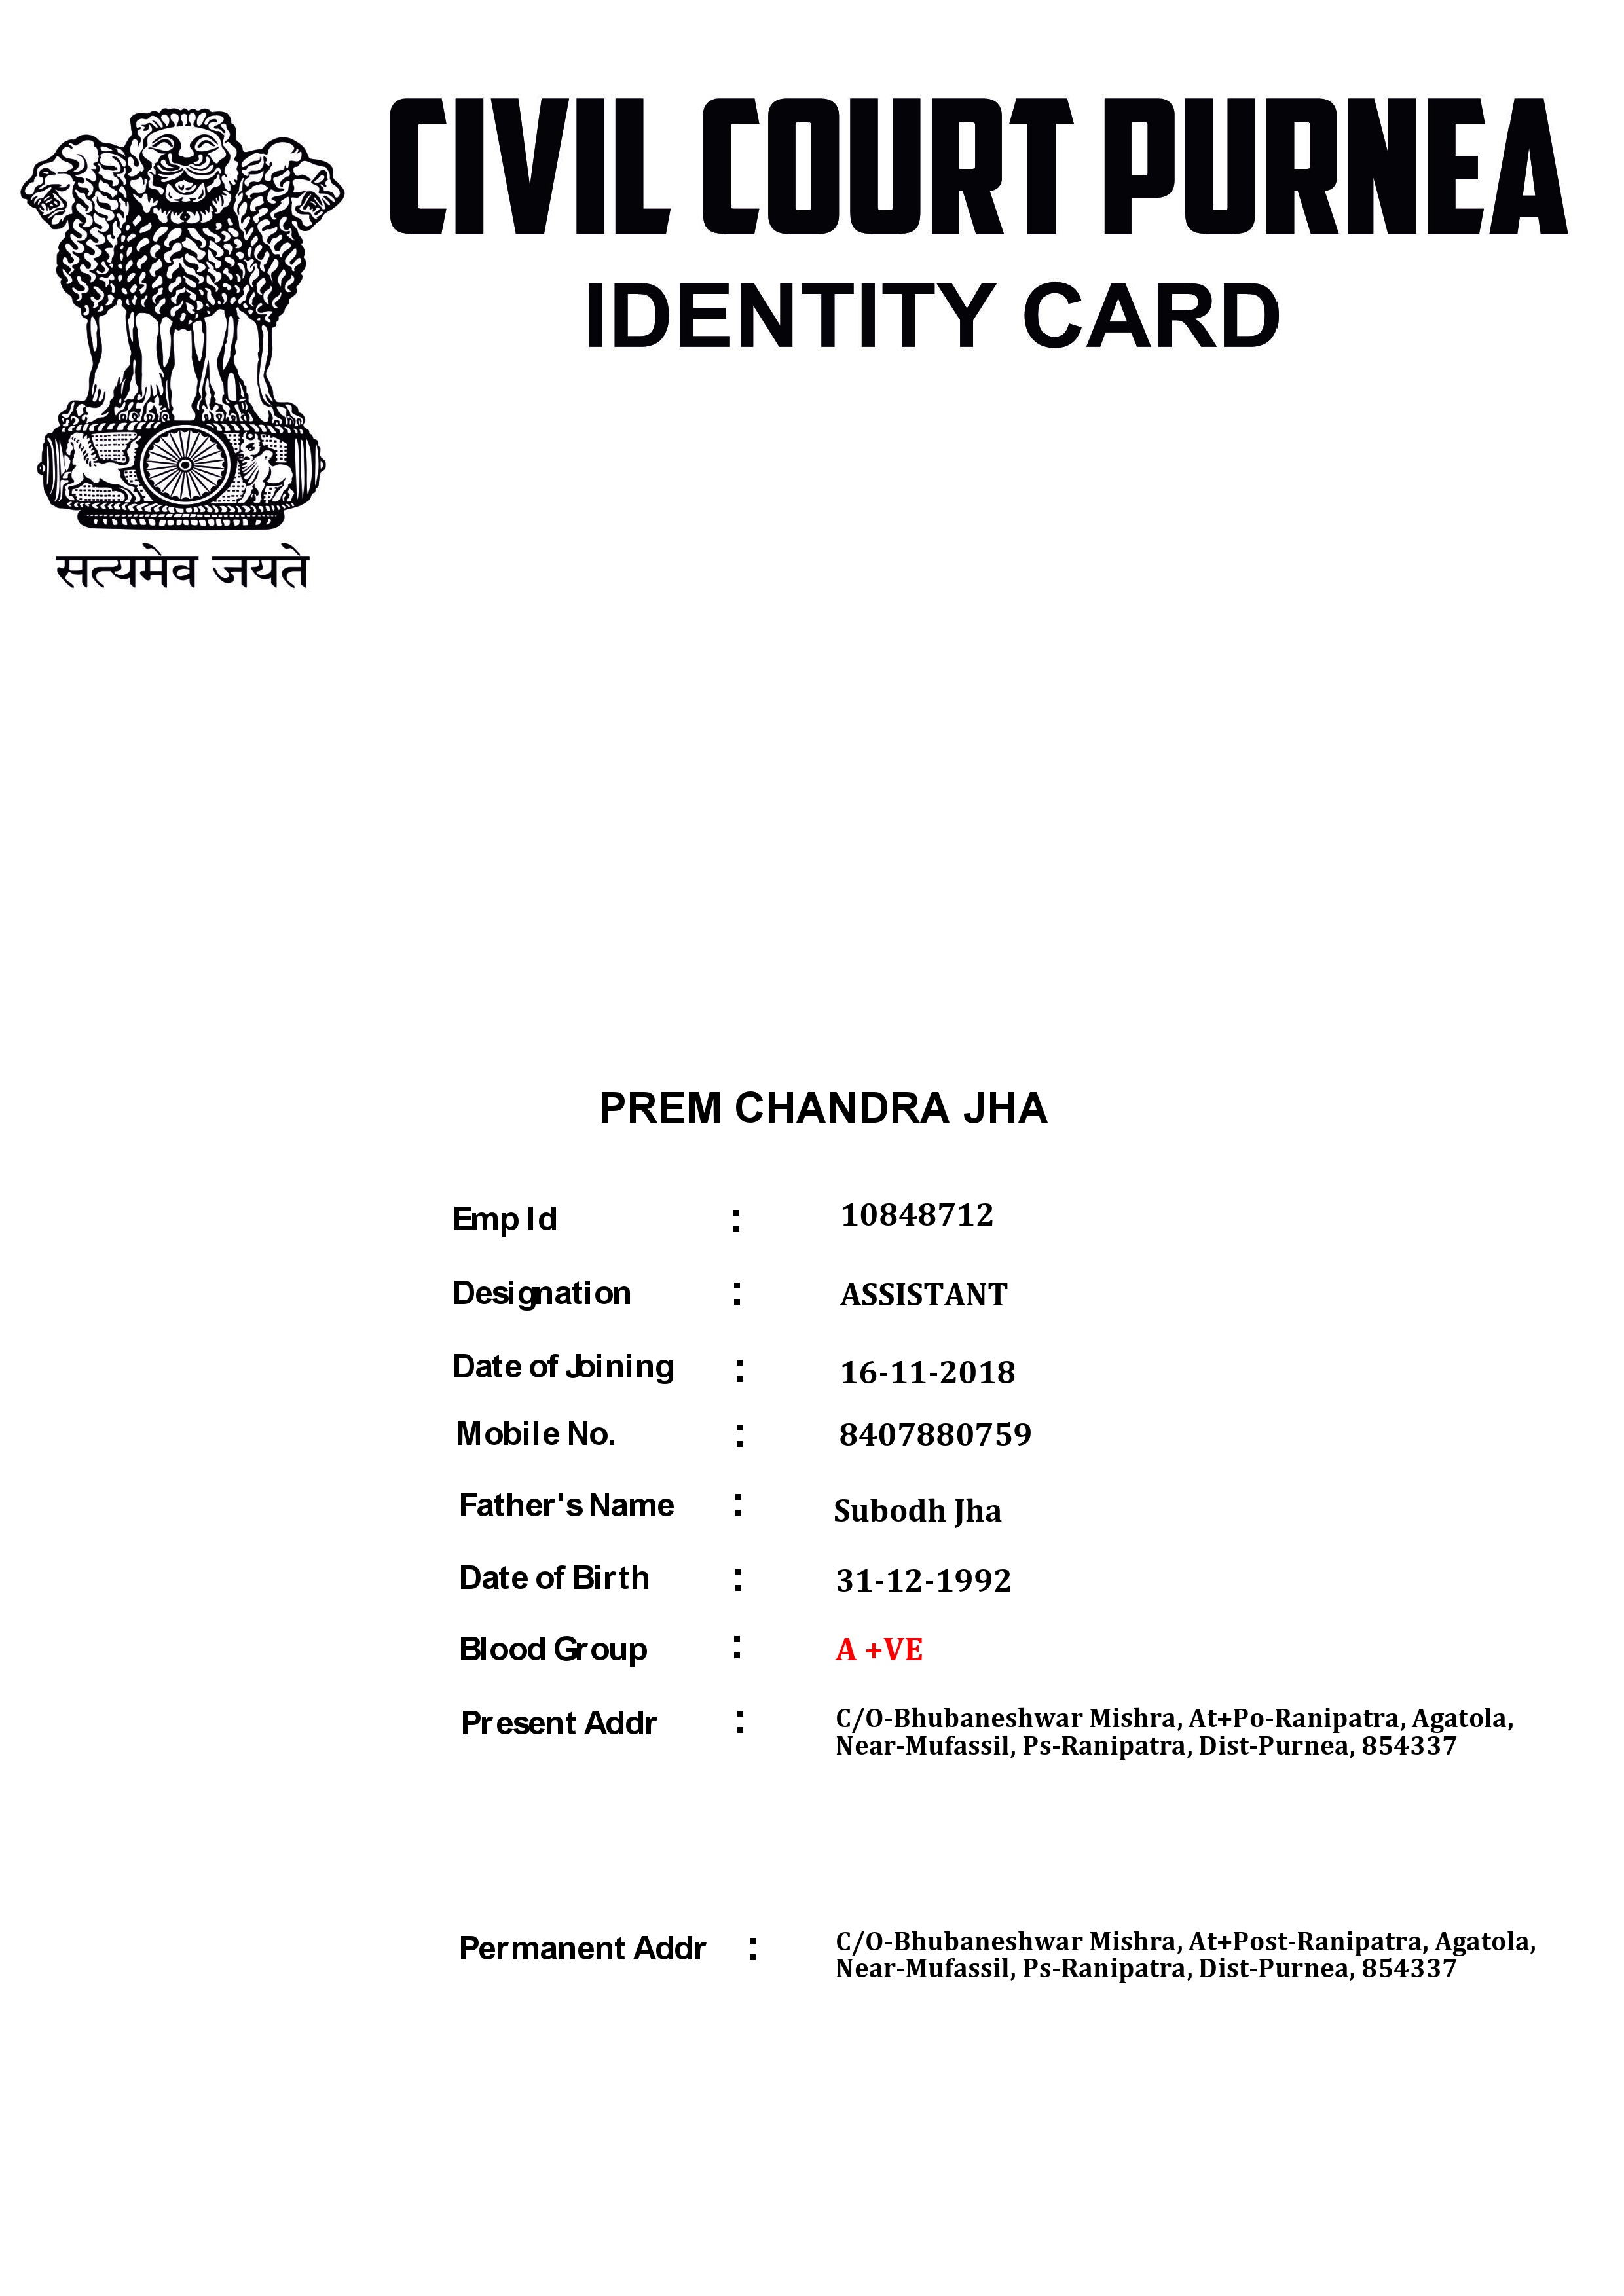 CIVIL COURT PURNEA
IDENTITY CARD
सत्यमेव जयते
PREM CHANDRA JHA
Emp Id : 10848712
Designation : ASSISTANT
Date of Joining : 16-11-2018
Mobile No. : 8407880759
Father's Name : Subodh Jha
Date of Birth : 31-12-1992
Blood Group : A +VE
Present Addr : C/O-Bhubaneshwar Mishra, At+Po-Ranipatra, Agatola,
Near-Mufassil, Ps-Ranipatra, Dist-Purnea, 854337
Permanent Addr : C/O-Bhubaneshwar Mishra, At+Post-Ranipatra, Agatola,
Near-Mufassil, Ps-Ranipatra, Dist-Purnea, 854337